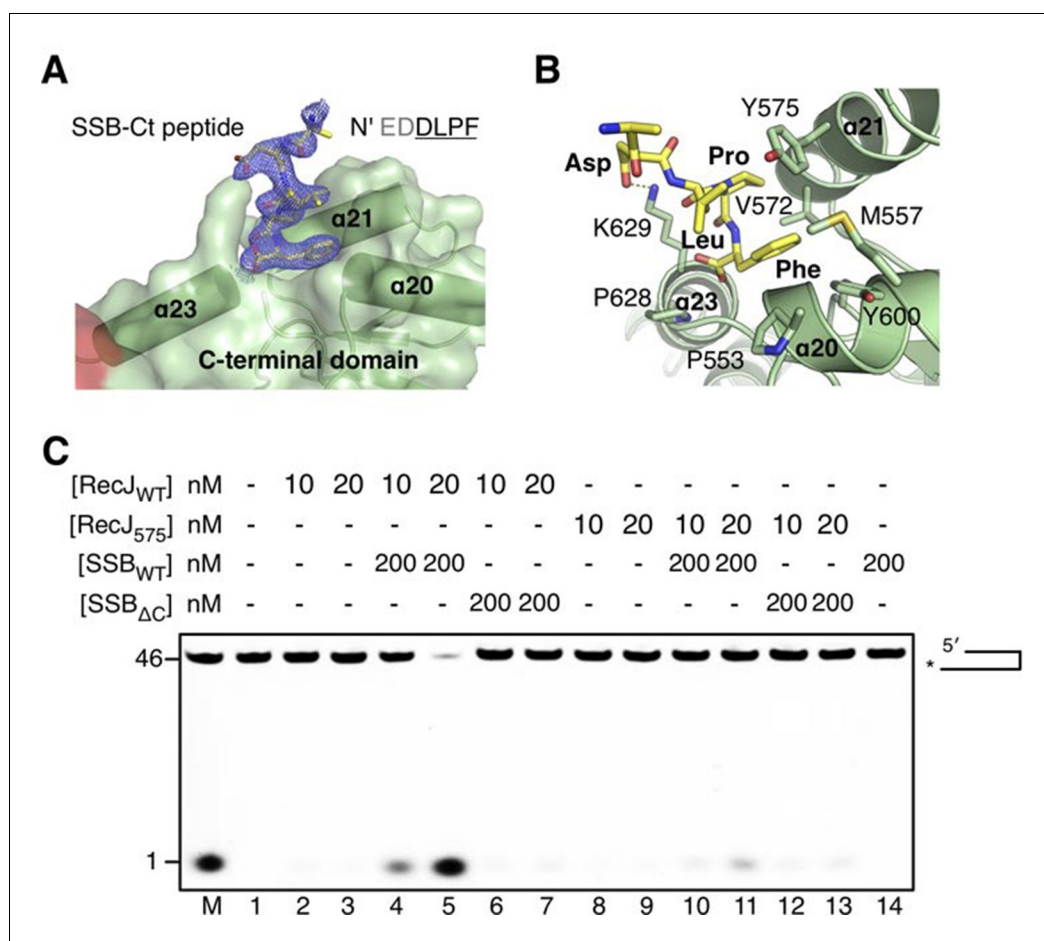 A
SSB-Ct peptide N' EDDLPF
α21
α20
α23
C-terminal domain
B
Y575
α21
Asp
Pro
V572
M557
K629
Leu
Phe
P628
α23
Y600
α20
P553
C
[RecJWT] nM - 10 20 10 20 10 20 - - - - - - -
[RecJ575] nM - - - - - - - 10 20 10 20 10 20 -
[SSBWT] nM - - - 200 200 - - - - 200 200 - - 200
[SSBΔC] nM - - - - - 200 200 - - - - 200 200 -
46
5′
*
1
M 1 2 3 4 5 6 7 8 9 10 11 12 13 14